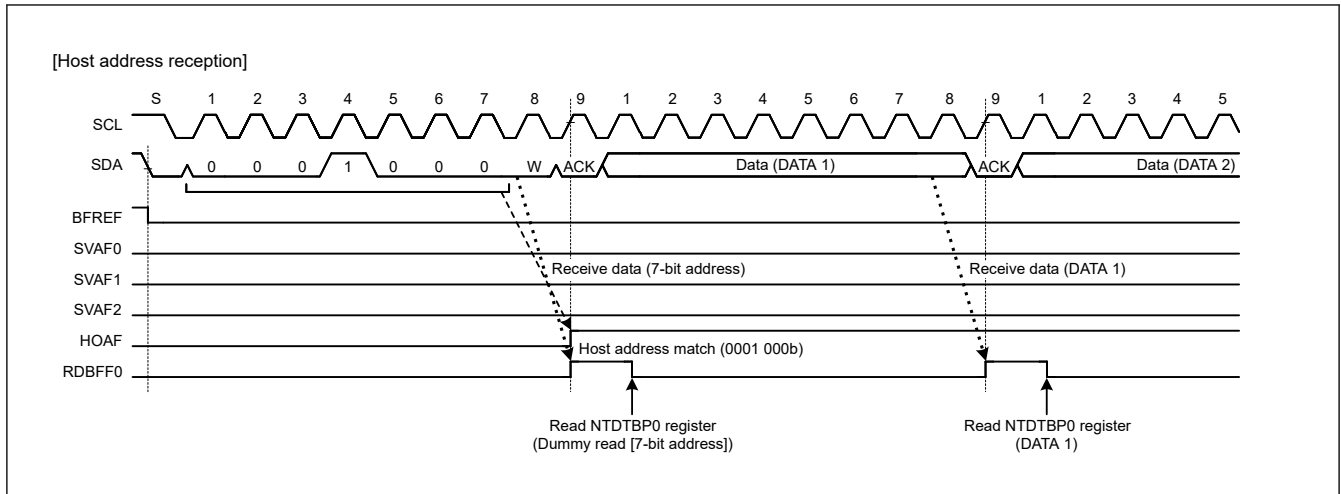 [Host address reception]
S 1 2 3 4 5 6 7 8 9 1 2 3 4 5 6 7 8 9 1 2 3 4 5
SCL
SDA 0 0 0 1 0 0 0 W ACK Data (DATA 1) ACK Data (DATA 2)
BFREF
SVAF0
Receive data (7-bit address) Receive data (DATA 1)
SVAF1
SVAF2
HOAF
Host address match (0001 000b)
RDBFF0
Read NTDTBP0 register Read NTDTBP0 register
(Dummy read [7-bit address]) (DATA 1)